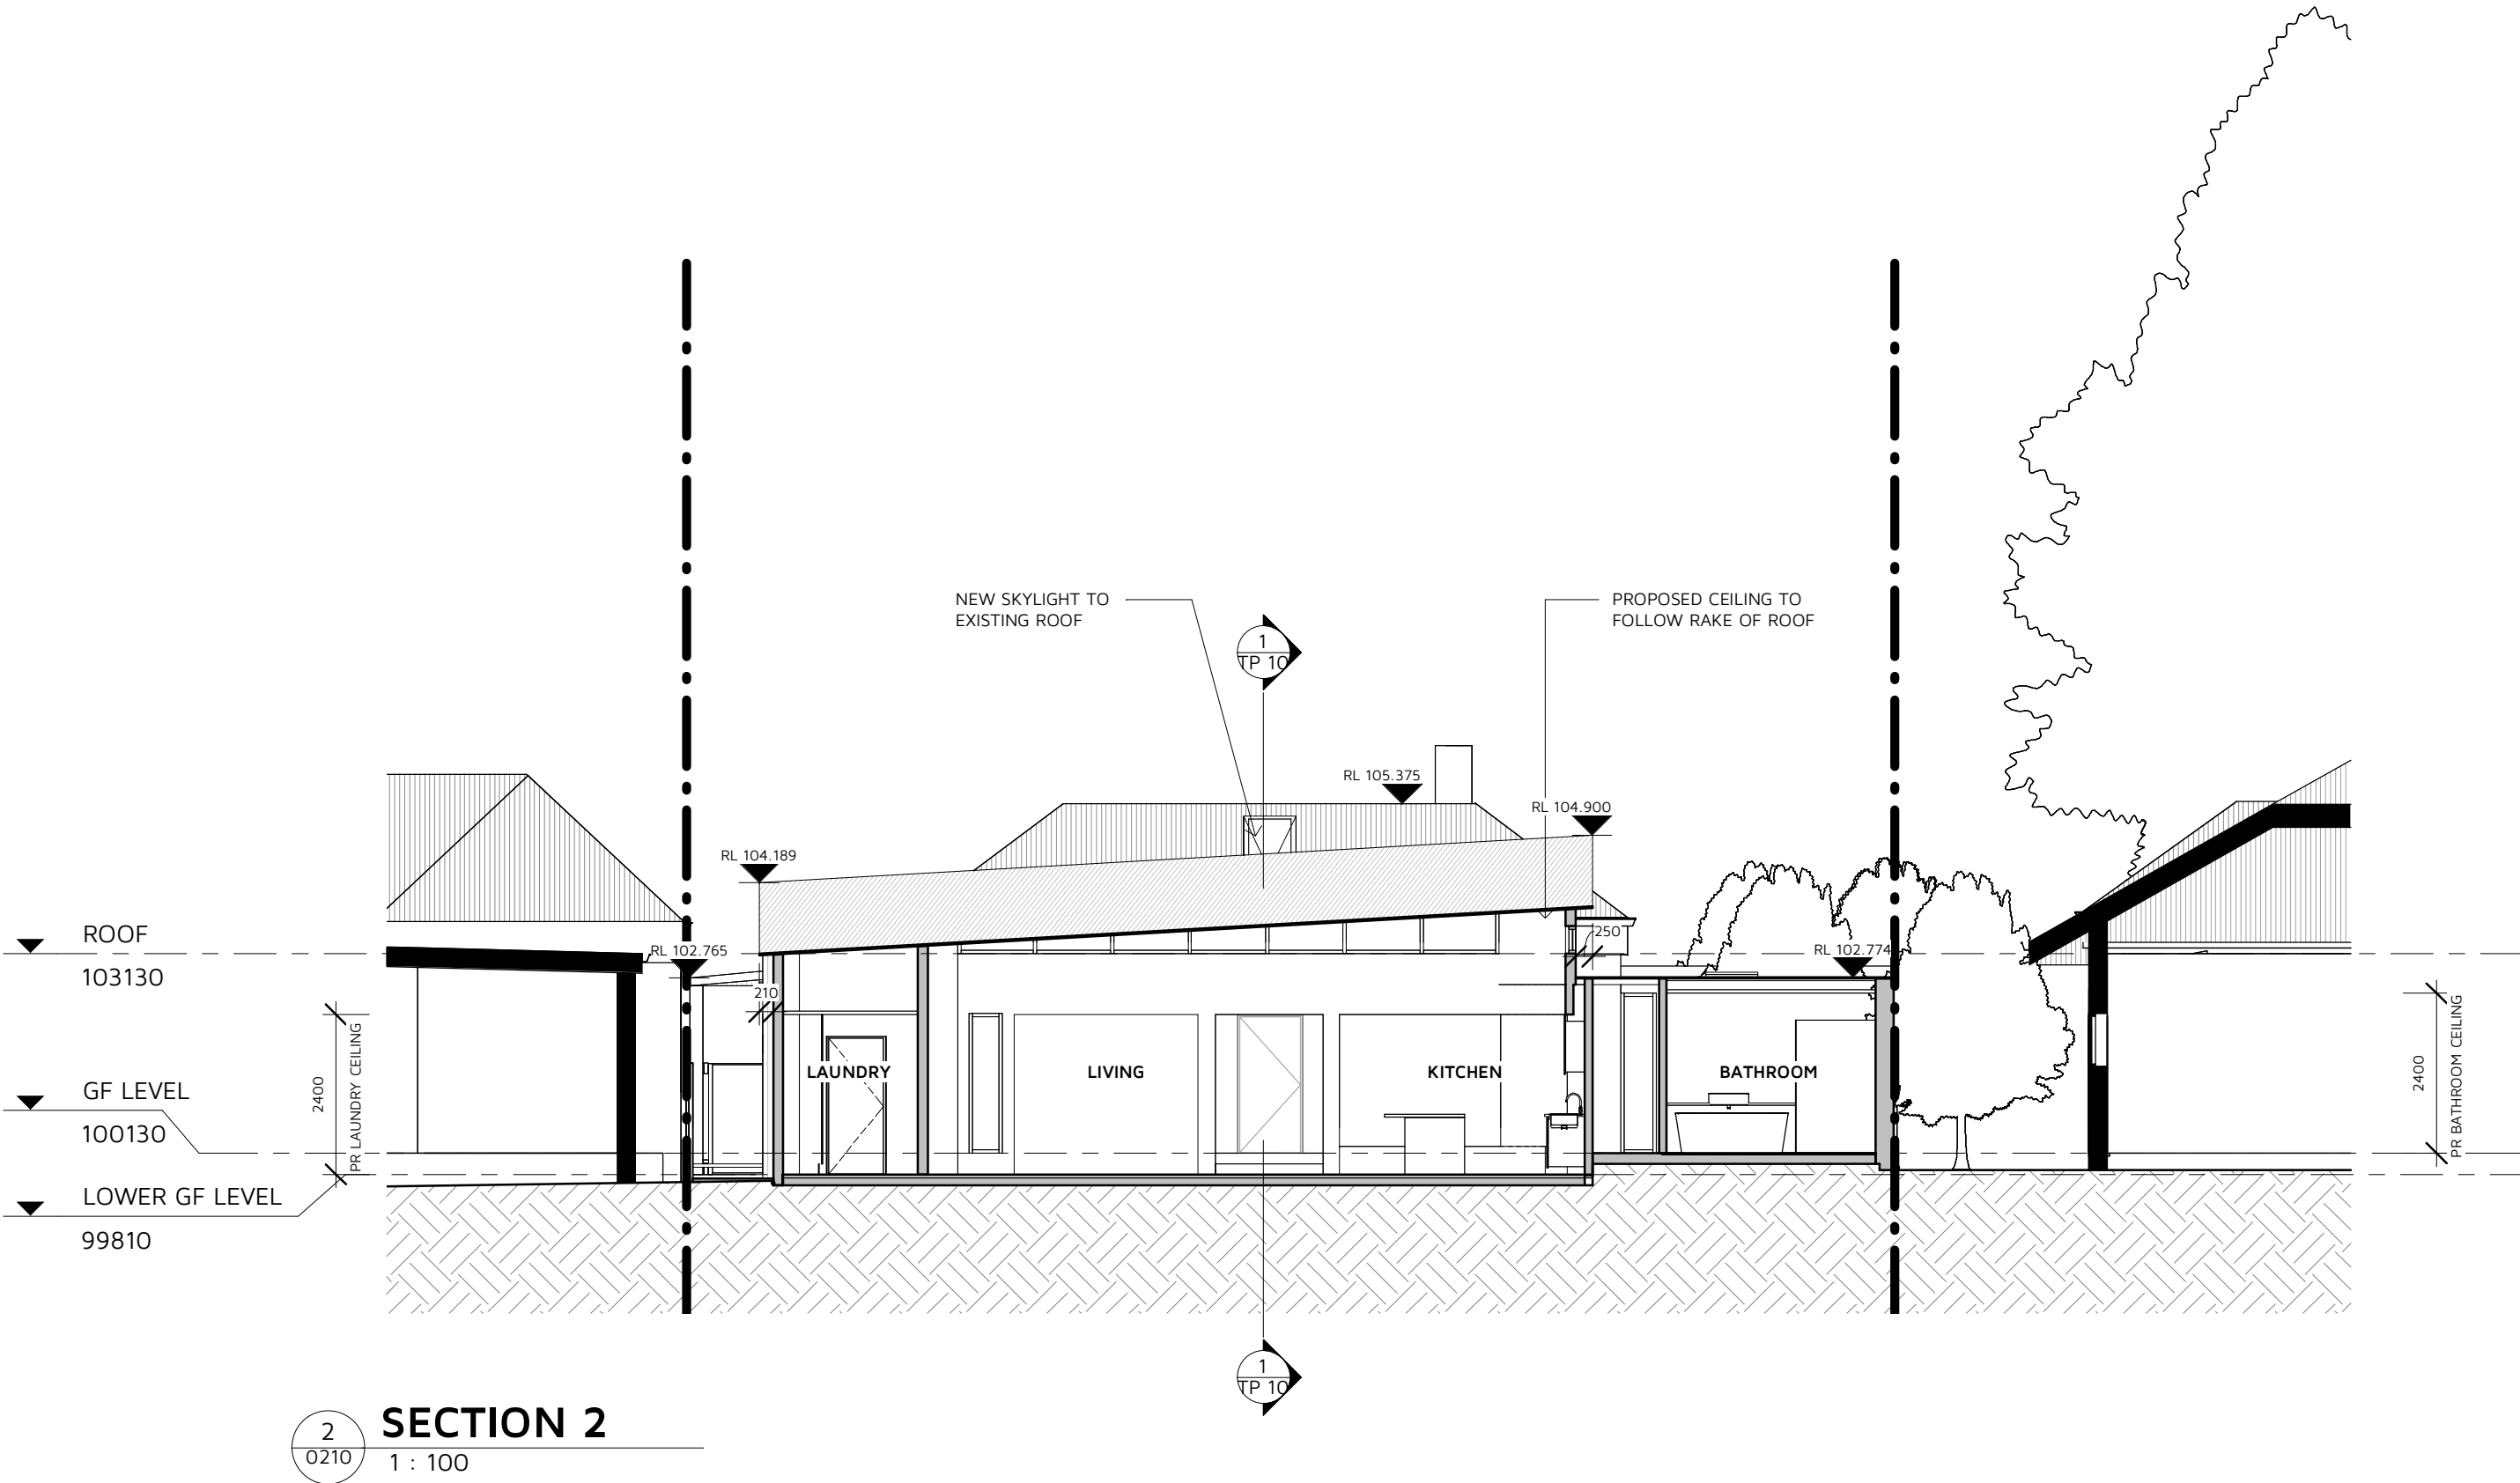 NEW SKYLIGHT TO
EXISTING ROOF
PROPOSED CEILING TO
FOLLOW RAKE OF ROOF
1
TP 10
RL 105.375
RL 104.900
RL 104.189
ROOF
103130
RL 102.765
250
RL 102.774
210
LAUNDRY
LIVING
KITCHEN
BATHROOM
2400
PR LAUNDRY CEILING
2400
PR BATHROOM CEILING
GF LEVEL
100130
LOWER GF LEVEL
99810
1
TP 10
2
0210
SECTION 2
1 : 100